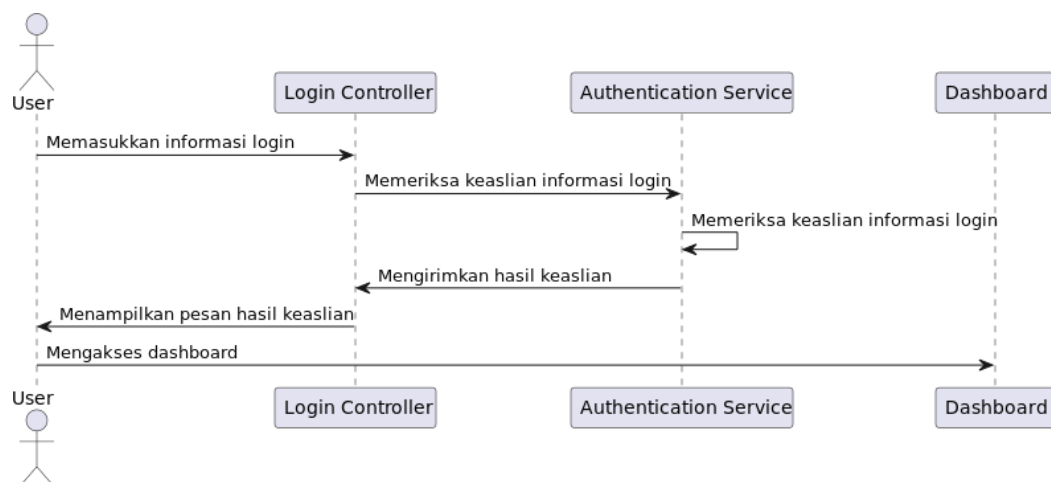 User
Login Controller
Authentication Service
Dashboard
Memasukkan informasi login
Memeriksa keaslian informasi login
Memeriksa keaslian informasi login
Mengirimkan hasil keaslian
Menampilkan pesan hasil keaslian
Mengakses dashboard
User
Login Controller
Authentication Service
Dashboard